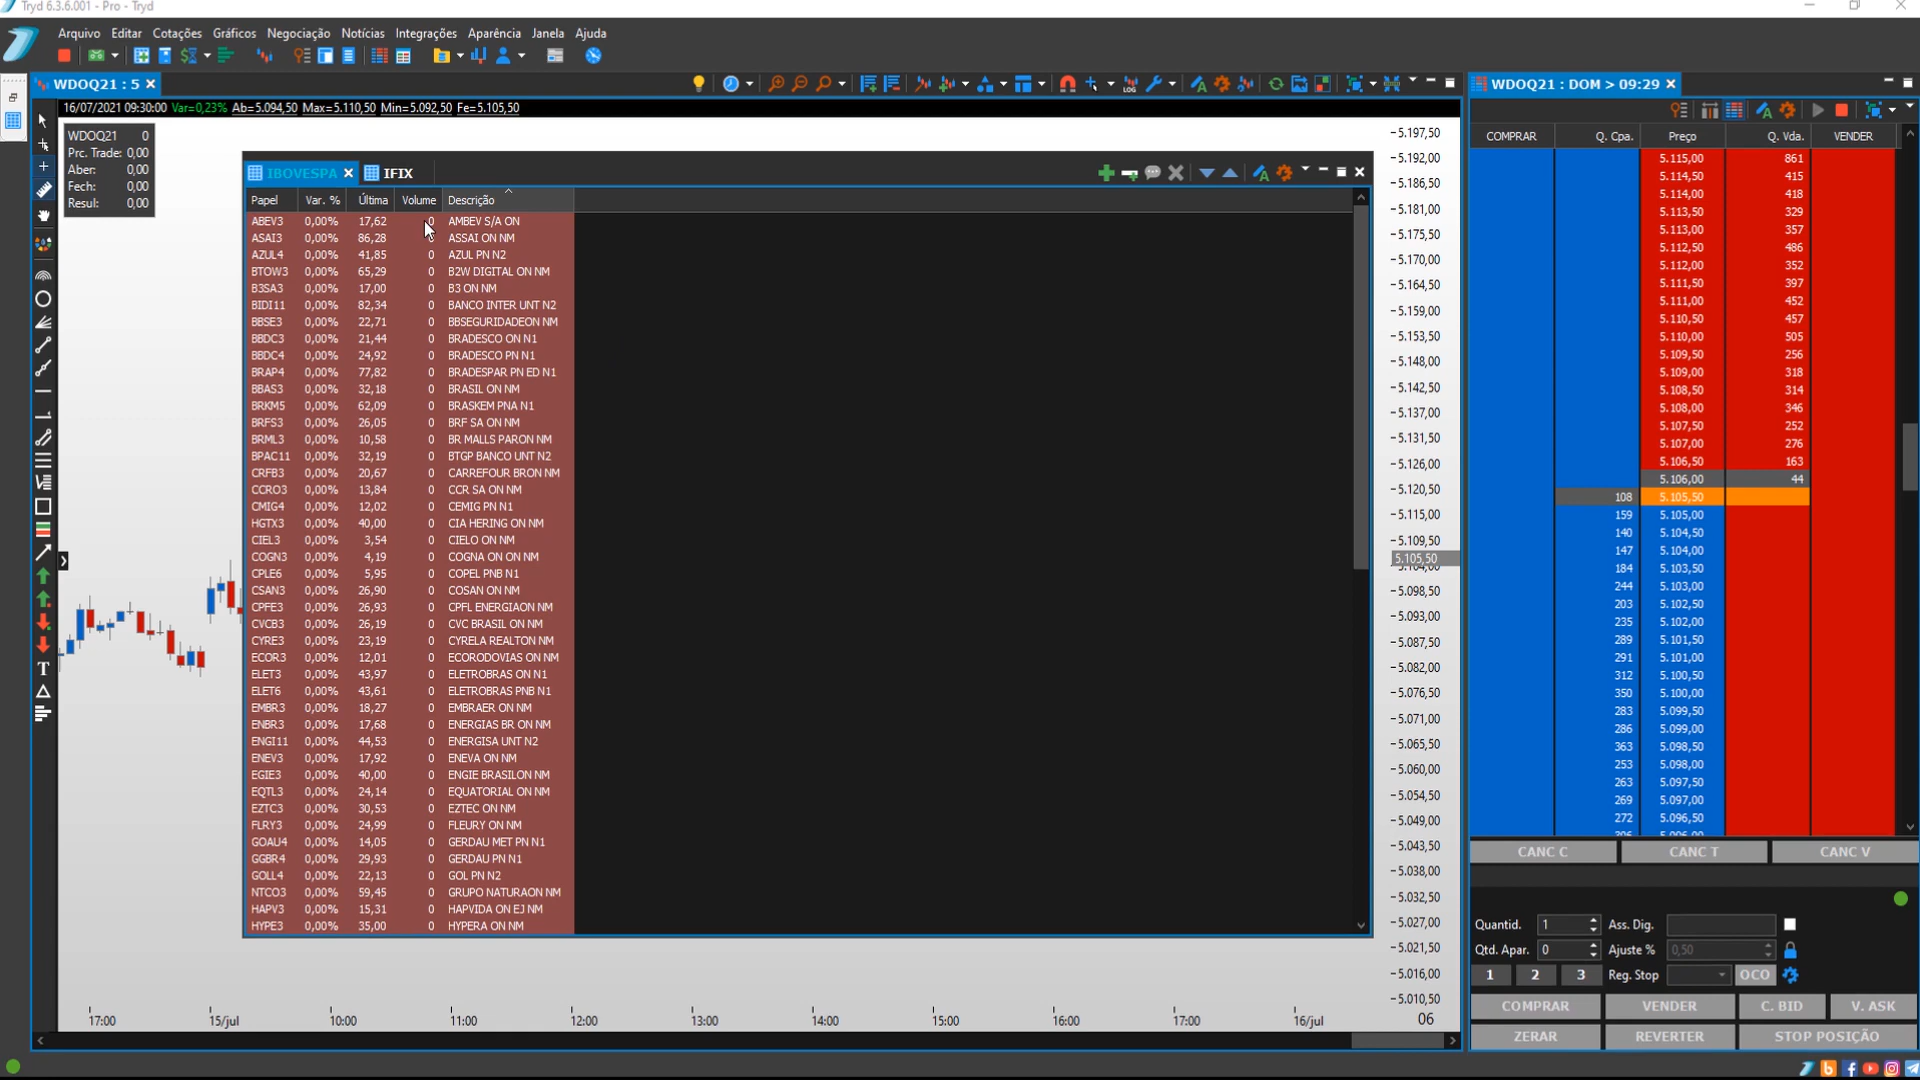 Tryd 6.3.6.001 - Pro - Tryd
Arquivo Editar Cotações Gráficos Negociação Notícias Integrações Aparência Janela Ajuda
WDOQ21 : 5
WDOQ21 : DOM > 09:29
16/07/2021 09:30:00 Var=0,23% Ab=5.094,50 Max=5.110,50 Min=5.092,50 Fe=5.105,50
WDOQ21 0
Prc. Trade: 0,00
Aber: 0,00
Fech: 0,00
Resul: 0,00
IBOVESPA IFIX
Papel Var. % Última Volume Descrição
ABEV3 0,00% 17,62 0 AMBEV S/A ON
ASAI3 0,00% 86,28 0 ASSAI ON NM
AZUL4 0,00% 41,85 0 AZUL PN N2
BTOW3 0,00% 65,29 0 B2W DIGITAL ON NM
B3SA3 0,00% 17,00 0 B3 ON NM
BIDI11 0,00% 82,34 0 BANCO INTER UNT N2
BBSE3 0,00% 22,71 0 BBSEGURIDADEON NM
BBDC3 0,00% 21,44 0 BRADESCO ON N1
BBDC4 0,00% 24,92 0 BRADESCO PN N1
BRAP4 0,00% 77,82 0 BRADESPAR PN ED N1
BBAS3 0,00% 32,18 0 BRASIL ON NM
BRKM5 0,00% 62,09 0 BRASKEM PNA N1
BRFS3 0,00% 26,05 0 BRF SA ON NM
BRML3 0,00% 10,58 0 BR MALLS PARON NM
BPAC11 0,00% 32,19 0 BTGP BANCO UNT N2
CRFB3 0,00% 20,67 0 CARREFOUR BRON NM
CCRO3 0,00% 13,84 0 CCR SA ON NM
CMIG4 0,00% 12,02 0 CEMIG PN N1
HGTX3 0,00% 40,00 0 CIA HERING ON NM
CIEL3 0,00% 3,54 0 CIELO ON NM
COGN3 0,00% 4,19 0 COGNA ON ON NM
CPLE6 0,00% 5,95 0 COPEL PNB N1
CSAN3 0,00% 26,90 0 COSAN ON NM
CPFE3 0,00% 26,93 0 CPFL ENERGIAON NM
CVCB3 0,00% 26,19 0 CVC BRASIL ON NM
CYRE3 0,00% 23,19 0 CYRELA REALTON NM
ECOR3 0,00% 12,01 0 ECORODOVIAS ON NM
ELET3 0,00% 43,97 0 ELETROBRAS ON N1
ELET6 0,00% 43,61 0 ELETROBRAS PNB N1
EMBR3 0,00% 18,27 0 EMBRAER ON NM
ENBR3 0,00% 17,68 0 ENERGIAS BR ON NM
ENGI11 0,00% 44,53 0 ENERGISA UNT N2
ENEV3 0,00% 17,92 0 ENEVA ON NM
EGIE3 0,00% 40,00 0 ENGIE BRASILON NM
EQTL3 0,00% 24,14 0 EQUATORIAL ON NM
EZTC3 0,00% 30,53 0 EZTEC ON NM
FLRY3 0,00% 24,99 0 FLEURY ON NM
GOAU4 0,00% 14,05 0 GERDAU MET PN N1
GGBR4 0,00% 29,93 0 GERDAU PN N1
GOLL4 0,00% 22,13 0 GOL PN N2
NTCO3 0,00% 59,45 0 GRUPO NATURAON NM
HAPV3 0,00% 15,31 0 HAPVIDA ON EJ NM
HYPE3 0,00% 35,00 0 HYPERA ON NM
5.197,50
5.192,00
5.186,50
5.181,00
5.175,50
5.170,00
5.164,50
5.159,00
5.153,50
5.148,00
5.142,50
5.137,00
5.131,50
5.126,00
5.120,50
5.115,00
5.109,50
5.105,50
5.098,50
5.093,00
5.087,50
5.082,00
5.076,50
5.071,00
5.065,50
5.060,00
5.054,50
5.049,00
5.043,50
5.038,00
5.032,50
5.027,00
5.021,50
5.016,00
5.010,50
17:00 15/jul 10:00 11:00 12:00 13:00 14:00 15:00 16:00 17:00 16/jul 06
COMPRAR Q. Cpa. Preço Q. Vda. VENDER
5.115,00 861
5.114,50 415
5.114,00 418
5.113,50 329
5.113,00 357
5.112,50 486
5.112,00 352
5.111,50 397
5.111,00 452
5.110,50 457
5.110,00 505
5.109,50 256
5.109,00 318
5.108,50 314
5.108,00 346
5.107,50 252
5.107,00 276
5.106,50 163
5.106,00 44
108 5.105,50
159 5.105,00
140 5.104,50
147 5.104,00
184 5.103,50
244 5.103,00
203 5.102,50
235 5.102,00
289 5.101,50
291 5.101,00
312 5.100,50
350 5.100,00
283 5.099,50
286 5.099,00
363 5.098,50
253 5.098,00
263 5.097,50
269 5.097,00
272 5.096,50
CANC C CANC T CANC V
Quantid. 1 Ass. Dig.
Qtd. Apar. 0 Ajuste % 0,50
1 2 3 Reg. Stop OCO
COMPRAR VENDER C. BID V. ASK
ZERAR REVERTER STOP POSIÇÃO